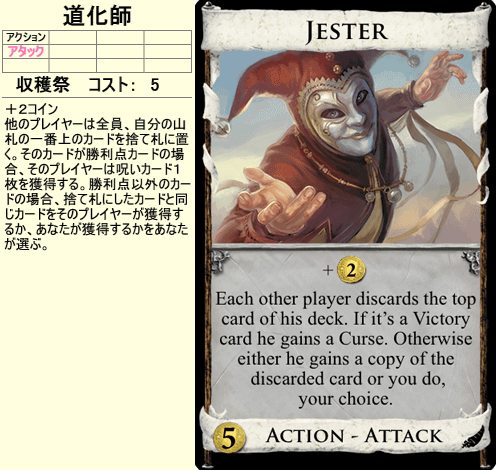 道化師
アクション
アタック
収穫祭 コスト: 5
+2コイン
他のプレイヤーは全員、自分の山
札の一番上のカードを捨て札に置
く。そのカードが勝利点カードの場
合、そのプレイヤーは呪いカード1
枚を獲得する。勝利点以外のカー
ドの場合、捨て札にしたカードと同
じカードをそのプレイヤーが獲得す
るか、あなたが獲得するかをあなた
が選ぶ。
JESTER
+ 2
Each other player discards the top
card of his deck. If it's a Victory
card he gains a Curse. Otherwise
either he gains a copy of the
discarded card or you do,
your choice.
5 ACTION - ATTACK